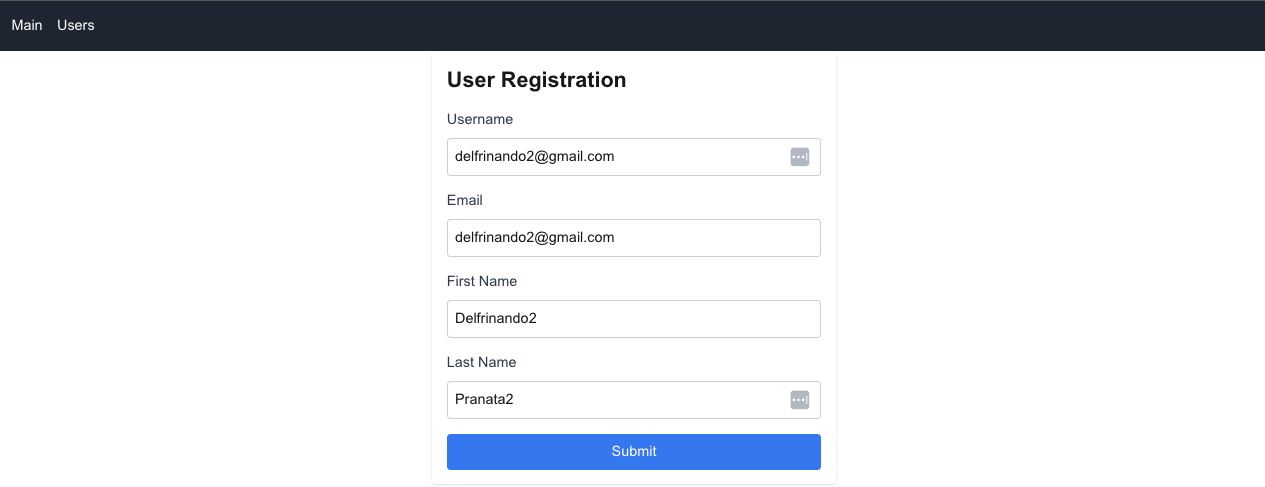 Main Users
User Registration
Username
delfrinando2@gmail.com
Email
delfrinando2@gmail.com
First Name
Delfrinando2
Last Name
Pranata2
Submit